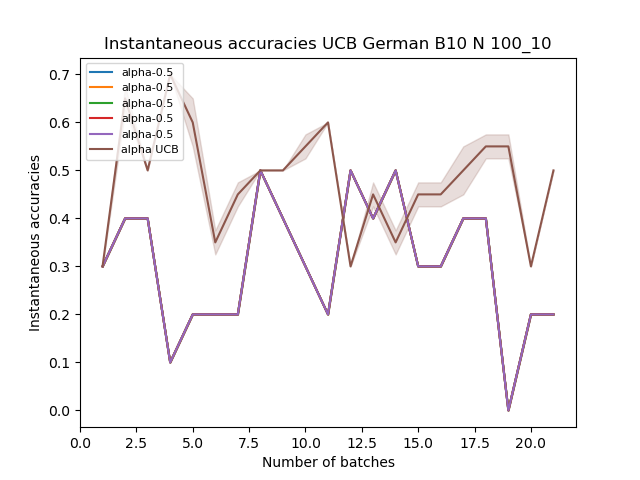 Instantaneous accuracies UCB German B10 N 100_10
alpha-0.5
alpha-0.5
alpha-0.5
alpha-0.5
alpha-0.5
alpha UCB
Instantaneous accuracies
0.7
0.6
0.5
0.4
0.3
0.2
0.1
0.0
0.0 2.5 5.0 7.5 10.0 12.5 15.0 17.5 20.0
Number of batches